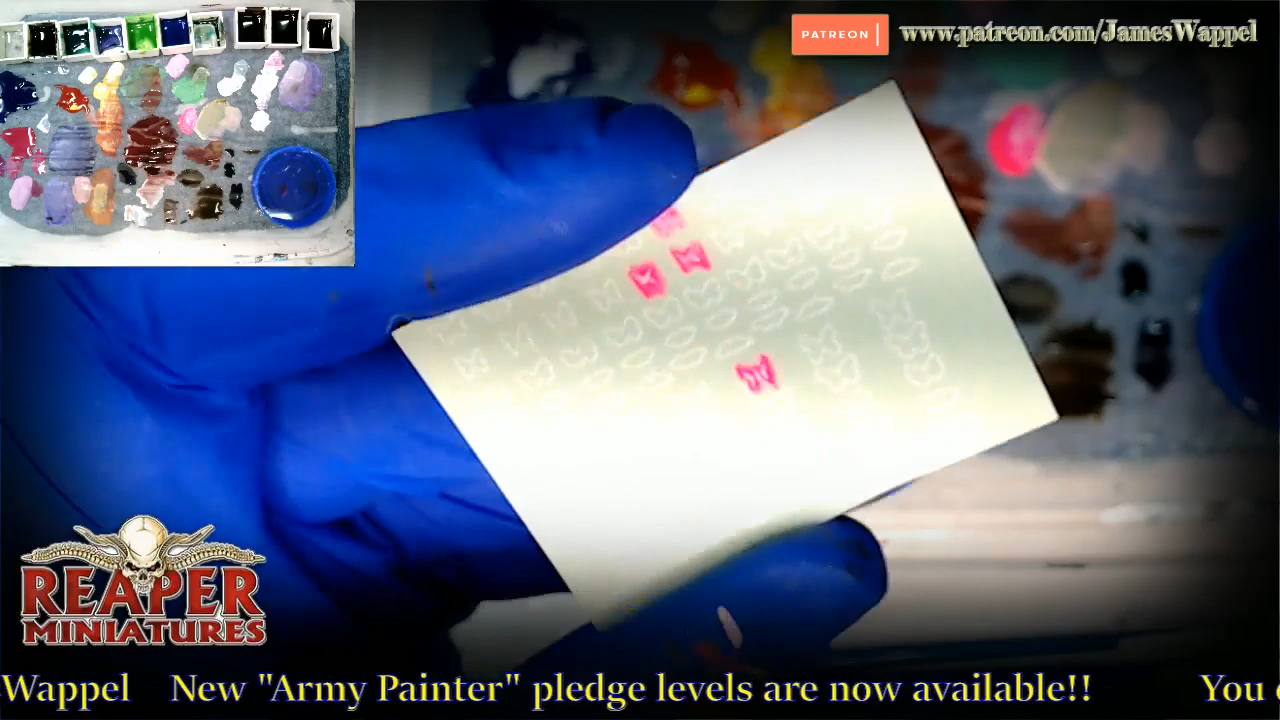 PATREON
www.patreon.com/JamesWappel
REAPER
MINIATURES
Wappel New "Army Painter" pledge levels are now available!! You